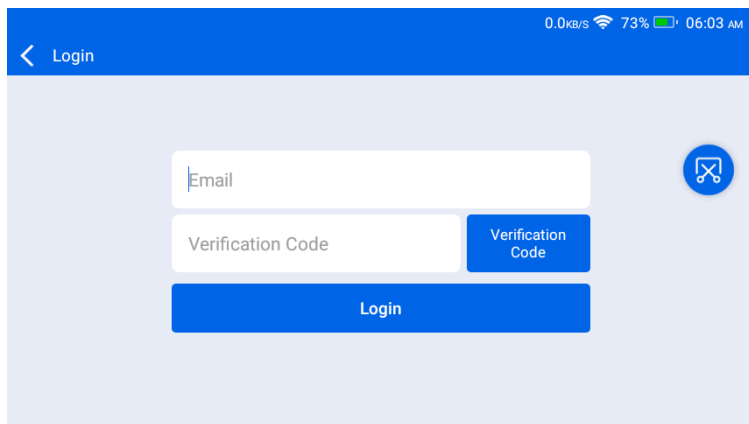 0.0KB/S 73% 06:03 AM
Login
Email
Verification Code
Verification
Code
Login